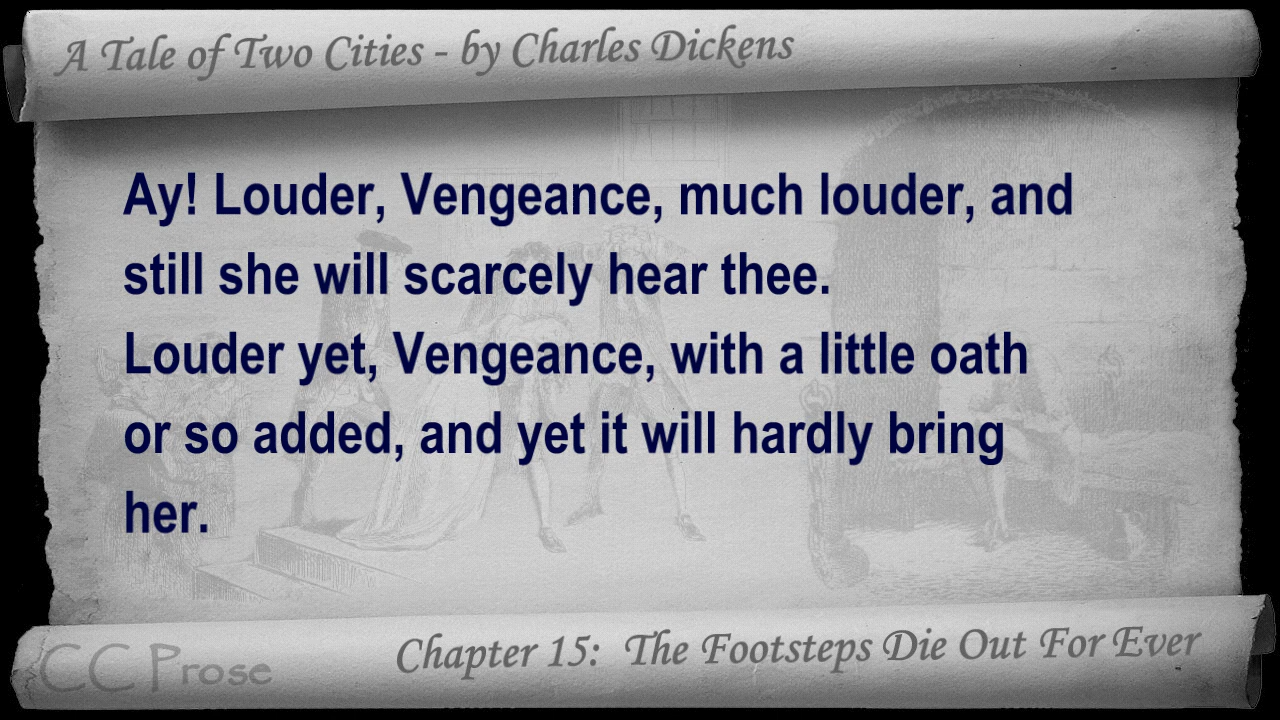 A Tale of Two Cities - by Charles Dickens
Ay! Louder, Vengeance, much louder, and
still she will scarcely hear thee.
Louder yet, Vengeance, with a little oath
or so added, and yet it will hardly bring
her.
CC Prose
Chapter 15: The Footsteps Die Out For Ever